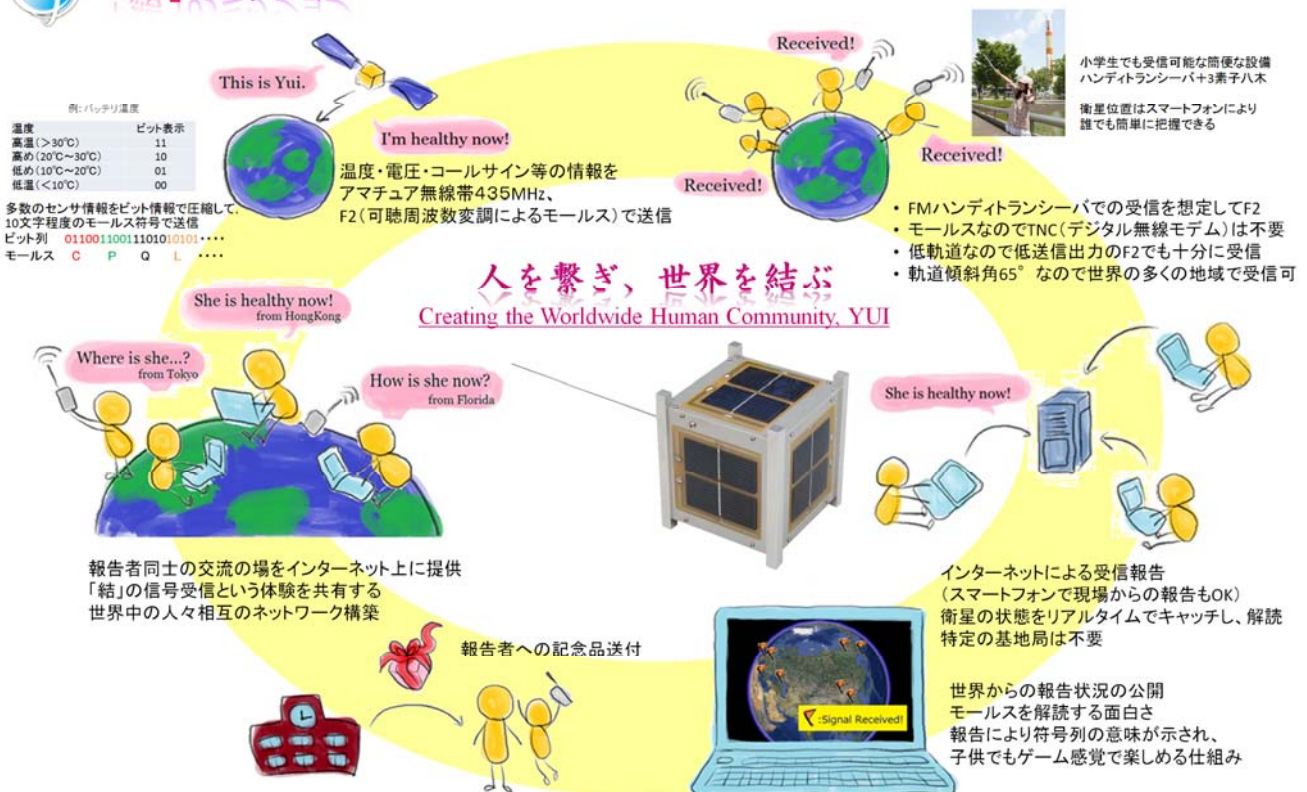 This is Yui.
I'm healthy now!
例：バッテリ温度
温度 ビット表示
高温（＞30℃） 11
高め（20℃～30℃） 10
低め（10℃～20℃） 01
低温（＜10℃） 00
多数のセンサ情報をビット情報で圧縮して、
10文字程度のモールス符号で送信
ビット列 01100110011101010101‥‥
モールス C P Q L ‥‥
温度・電圧・コールサイン等の情報を
アマチュア無線帯435MHz、
F2（可聴周波数変調によるモールス）で送信
Received!
Received!
Received!
小学生でも受信可能な簡便な設備
ハンディトランシーバ＋3素子八木
衛星位置はスマートフォンにより
誰でも簡単に把握できる
• FMハンディトランシーバでの受信を想定してF2
• モールスなのでTNC（デジタル無線モデム）は不要
• 低軌道なので低送信出力のF2でも十分に受信
• 軌道傾斜角65°なので世界の多くの地域で受信可
人を繋ぎ、世界を結ぶ
Creating the Worldwide Human Community, YUI
She is healthy now!
from HongKong
Where is she...?
from Tokyo
How is she now?
from Florida
She is healthy now!
報告者同士の交流の場をインターネット上に提供
「結」の信号受信という体験を共有する
世界中の人々相互のネットワーク構築
インターネットによる受信報告
（スマートフォンで現場からの報告もOK）
衛星の状態をリアルタイムでキャッチし、解読
特定の基地局は不要
報告者への記念品送付
:Signal Received!
世界からの報告状況の公開
モールスを解読する面白さ
報告により符号列の意味が示され、
子供でもゲーム感覚で楽しめる仕組み